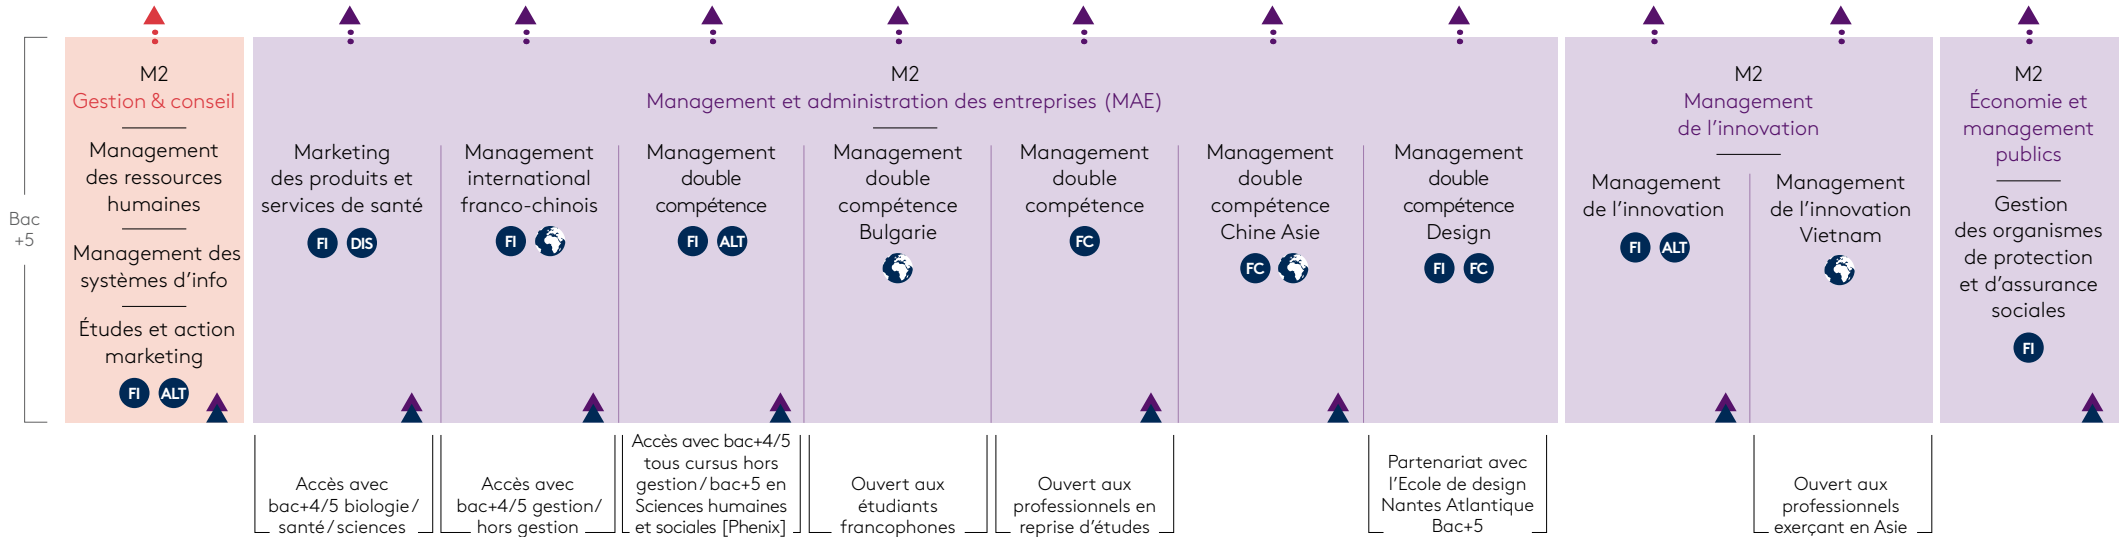 Bac
+5
M2
Gestion & conseil
Management
des ressources
humaines
Management des
systèmes d'info
Études et action
marketing
FI ALT
M2
Management et administration des entreprises (MAE)
Marketing
des produits et
services de santé
FI DIS
Management
international
franco-chinois
FI
Management
double
compétence
FI ALT
Management
double
compétence
Bulgarie
Management
double
compétence
FC
Management
double
compétence
Chine Asie
FC
Management
double
compétence
Design
FI FC
M2
Management
de l'innovation
Management
de l'innovation
FI ALT
Management
de l'innovation
Vietnam
M2
Économie et
management
publics
Gestion
des organismes
de protection
et d'assurance
sociales
FI
Accès avec
bac+4/5 biologie/
santé/sciences
Accès avec
bac+4/5 gestion/
hors gestion
Accès avec bac+4/5
tous cursus hors
gestion/bac+5 en
Sciences humaines
et sociales [Phenix]
Ouvert aux
étudiants
francophones
Ouvert aux
professionnels en
reprise d'études
Partenariat avec
l'Ecole de design
Nantes Atlantique
Bac+5
Ouvert aux
professionnels
exerçant en Asie